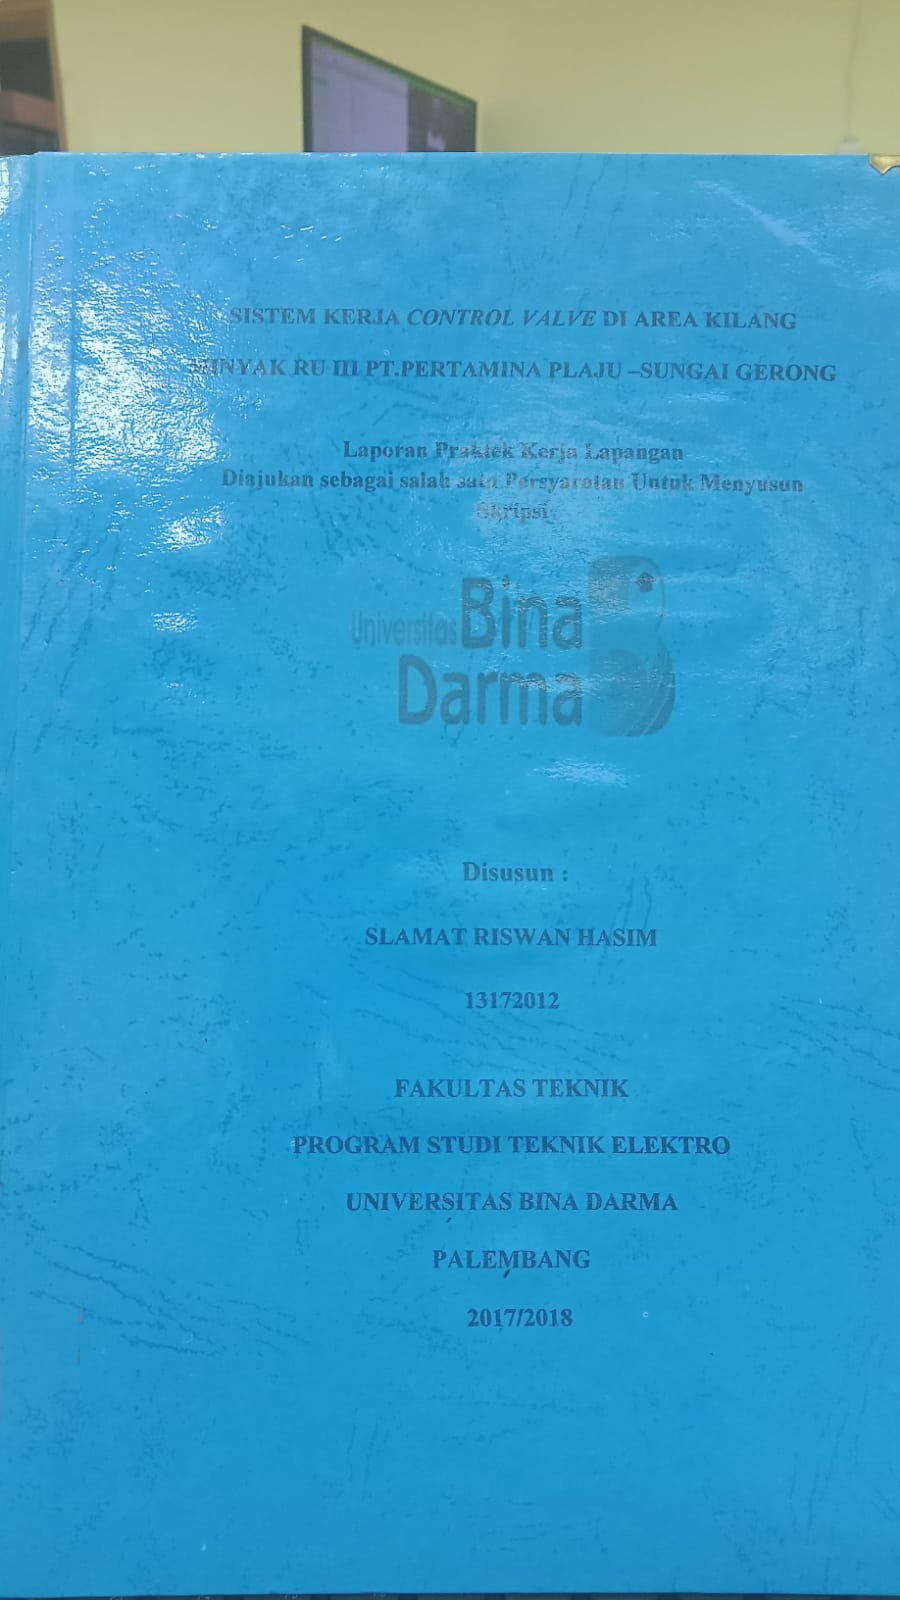 SISTEM KERJA CONTROL VALVE DI AREA KILANG
MINYAK RU III PT.PERTAMINA PLAJU –SUNGAI GERONG
Laporan Praktek Kerja Lapangan
Diajukan sebagai salah satu Persyaratan Untuk Menyusun
Skripsi
Universitas Bina
Darma
Disusun :
SLAMAT RISWAN HASIM
13172012
FAKULTAS TEKNIK
PROGRAM STUDI TEKNIK ELEKTRO
UNIVERSITAS BINA DARMA
PALEMBANG
2017/2018